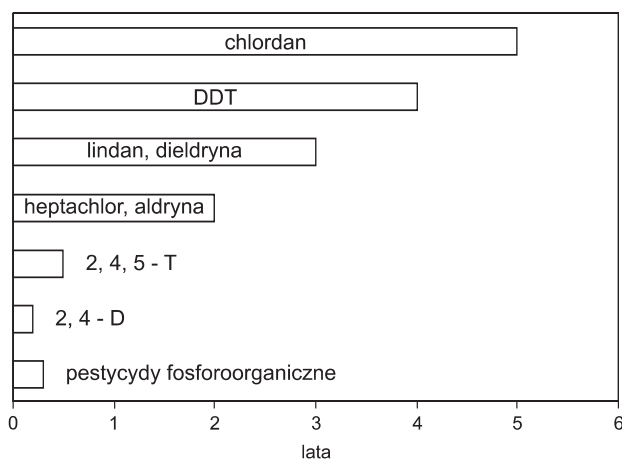 chlordan
DDT
lindan, dieldryna
heptachlor, aldryna
2, 4, 5 - T
2, 4 - D
pestycydy fosforoorganiczne
0 1 2 3 4 5 6
lata